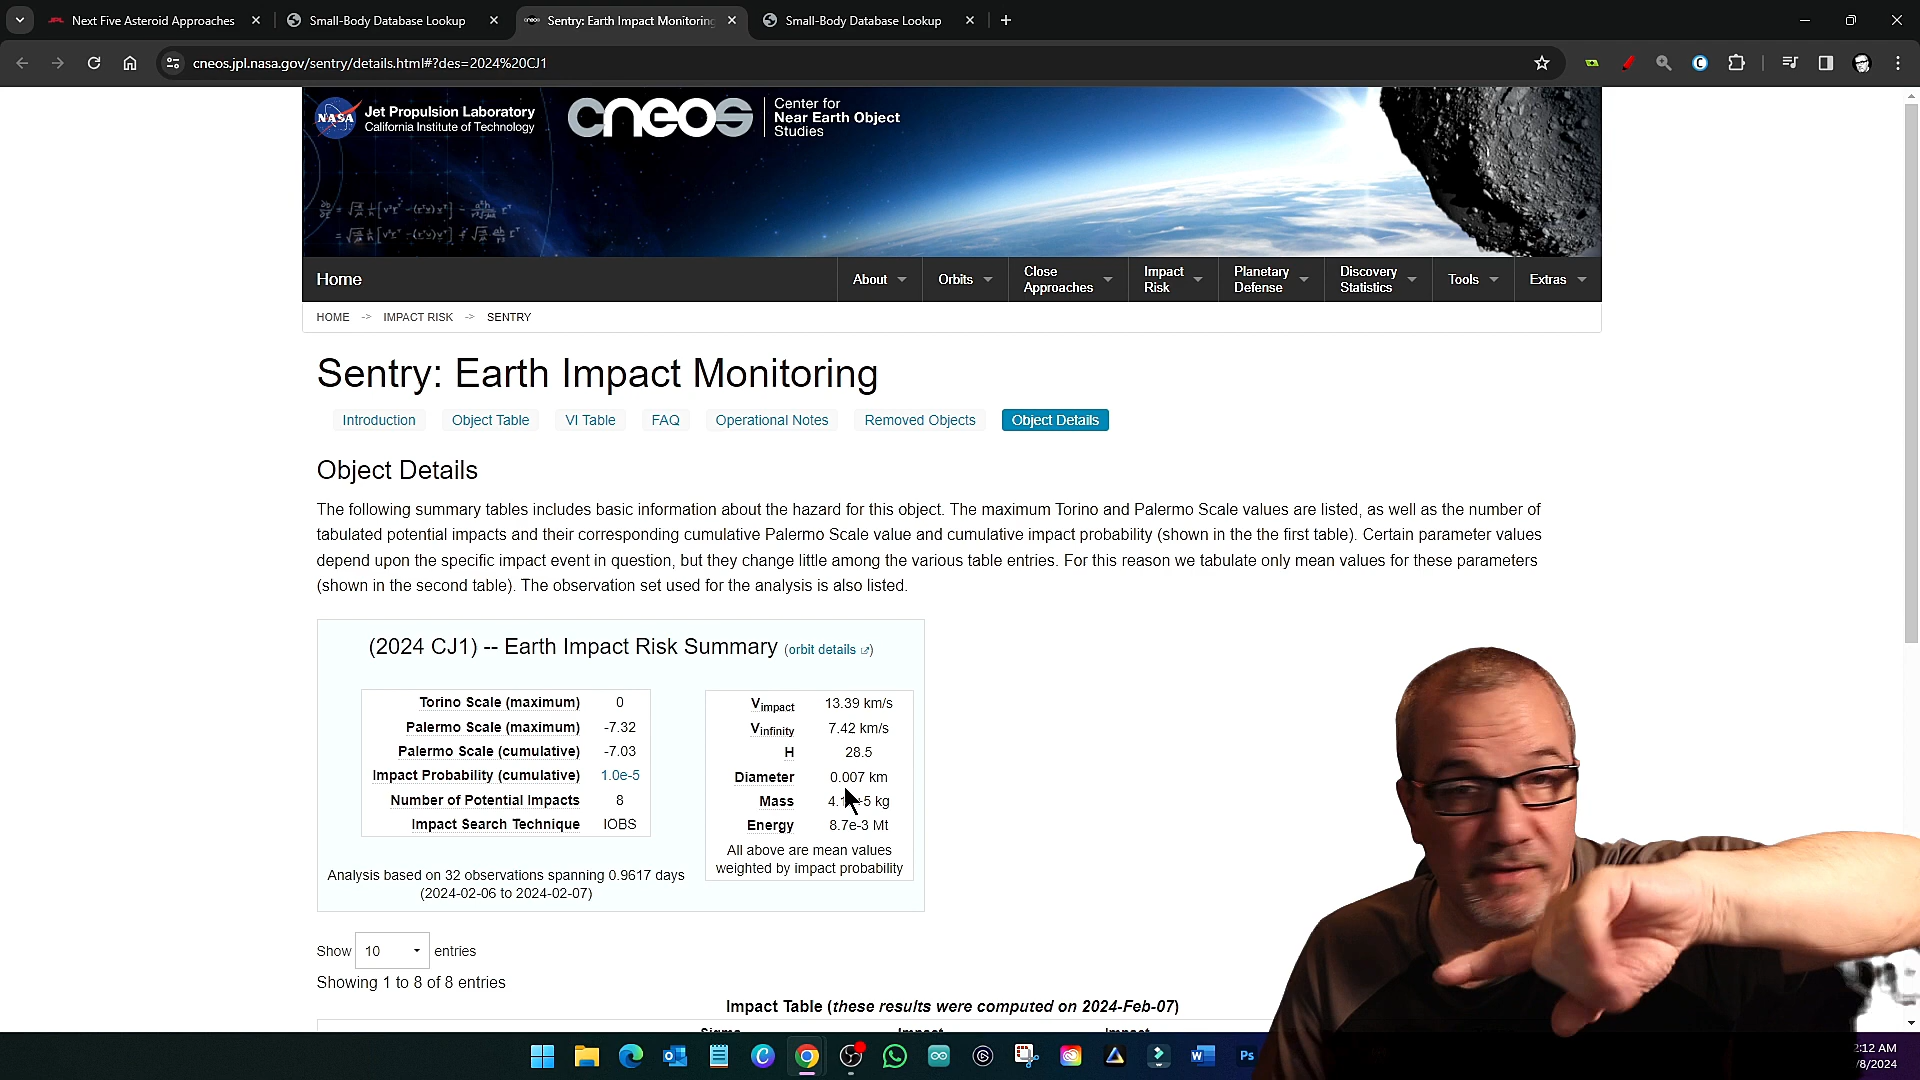 Next Five Asteroid Approaches
Small-Body Database Lookup
Sentry: Earth Impact Monitoring
Small-Body Database Lookup
cneos.jpl.nasa.gov/sentry/details.html#?des=2024%20CJ1
NASA
Jet Propulsion Laboratory
California Institute of Technology
cneos
Center for
Near Earth Object
Studies
Home
About
Orbits
Close
Approaches
Impact
Risk
Planetary
Defense
Discovery
Statistics
Tools
Extras
HOME -> IMPACT RISK -> SENTRY
Sentry: Earth Impact Monitoring
Introduction
Object Table
VI Table
FAQ
Operational Notes
Removed Objects
Object Details
Object Details
The following summary tables includes basic information about the hazard for this object. The maximum Torino and Palermo Scale values are listed, as well as the number of
tabulated potential impacts and their corresponding cumulative Palermo Scale value and cumulative impact probability (shown in the the first table). Certain parameter values
depend upon the specific impact event in question, but they change little among the various table entries. For this reason we tabulate only mean values for these parameters
(shown in the second table). The observation set used for the analysis is also listed.
(2024 CJ1) -- Earth Impact Risk Summary (orbit details)
Torino Scale (maximum) 0
Palermo Scale (maximum) -7.32
Palermo Scale (cumulative) -7.03
Impact Probability (cumulative) 1.0e-5
Number of Potential Impacts 8
Impact Search Technique IOBS
Analysis based on 32 observations spanning 0.9617 days
(2024-02-06 to 2024-02-07)
Vimpact 13.39 km/s
Vinfinity 7.42 km/s
H 28.5
Diameter 0.007 km
Mass kg
Energy 8.7e-3 Mt
All above are mean values
weighted by impact probability
Show 10 entries
Showing 1 to 8 of 8 entries
Impact Table (these results were computed on 2024-Feb-07)
Sigma Impact Impact
2:12 AM
/8/2024